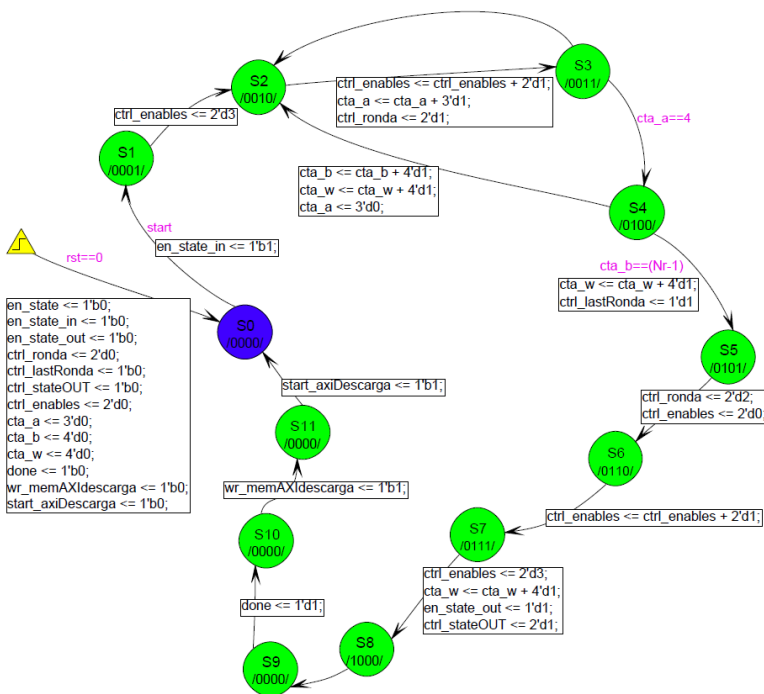 S3
/0011/
S2
/0010/
ctrl_enables <= ctrl_enables + 2'd1;
cta_a <= cta_a + 3'd1;
ctrl_ronda <= 2'd1;
ctrl_enables <= 2'd3
cta_a==4
S1
/0001/
cta_b <= cta_b + 4'd1;
cta_w <= cta_w + 4'd1;
cta_a <= 3'd0;
S4
/0100/
start
en_state_in <= 1'b1;
rst==0
cta_b==(Nr-1)
cta_w <= cta_w + 4'd1;
ctrl_lastRonda <= 1'd1
en_state <= 1'b0;
en_state_in <= 1'b0;
en_state_out <= 1'b0;
ctrl_ronda <= 2'd0;
ctrl_lastRonda <= 1'b0;
ctrl_stateOUT <= 1'b0;
ctrl_enables <= 2'd0;
cta_a <= 3'd0;
cta_b <= 4'd0;
cta_w <= 4'd0;
done <= 1'b0;
wr_memAXIdescarga <= 1'b0;
start_axiDescarga <= 1'b0;
S0
/0000/
S5
/0101/
start_axiDescarga <= 1'b1;
ctrl_ronda <= 2'd2;
ctrl_enables <= 2'd0;
S11
/0000/
S6
/0110/
wr_memAXIdescarga <= 1'b1;
ctrl_enables <= ctrl_enables + 2'd1;
S10
/0000/
S7
/0111/
ctrl_enables <= 2'd3;
cta_w <= cta_w + 4'd1;
en_state_out <= 1'd1;
ctrl_stateOUT <= 2'd1;
done <= 1'd1;
S8
/1000/
S9
/0000/